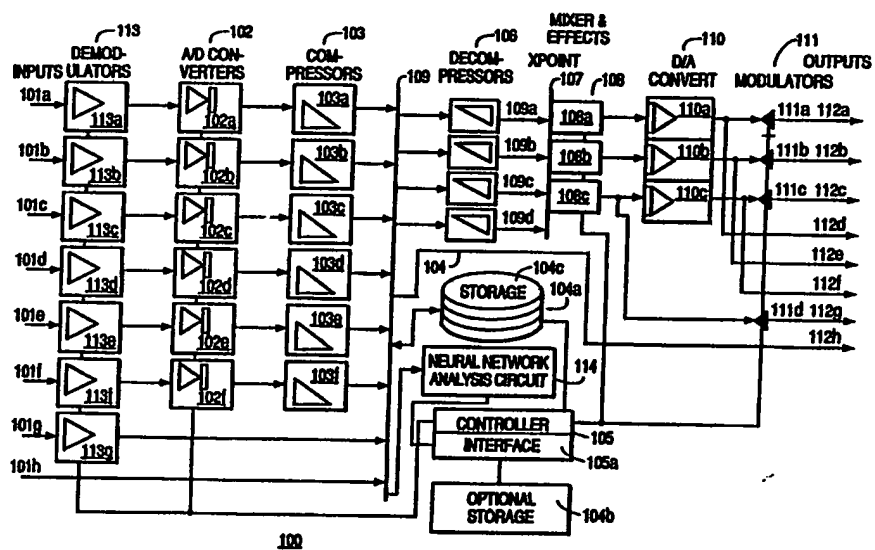 113
102
103
106
MIXER &
EFFECTS
110
111
INPUTS
DEMOD-
ULATORS
A/D CON-
VERTERS
COM-
PRESSORS
109
DECOM-
PRESSORS
XPOINT
107
108
D/A
CONVERT
MODULATORS
OUTPUTS
101a
113a
102a
103a
109a
108a
110a
111a 112a
101b
113b
102b
103b
109b
108b
110b
111b 112b
101c
113c
102c
103c
109c
108c
110c
111c 112c
109d
112d
101d
113d
102d
103d
104
104c
STORAGE
104a
112e
112f
101e
113e
102e
103e
111d 112g
112h
101f
113f
102f
103f
NEURAL NETWORK
ANALYSIS CIRCUIT
114
101g
113g
CONTROLLER
105
INTERFACE
105a
101h
OPTIONAL
STORAGE
104b
100